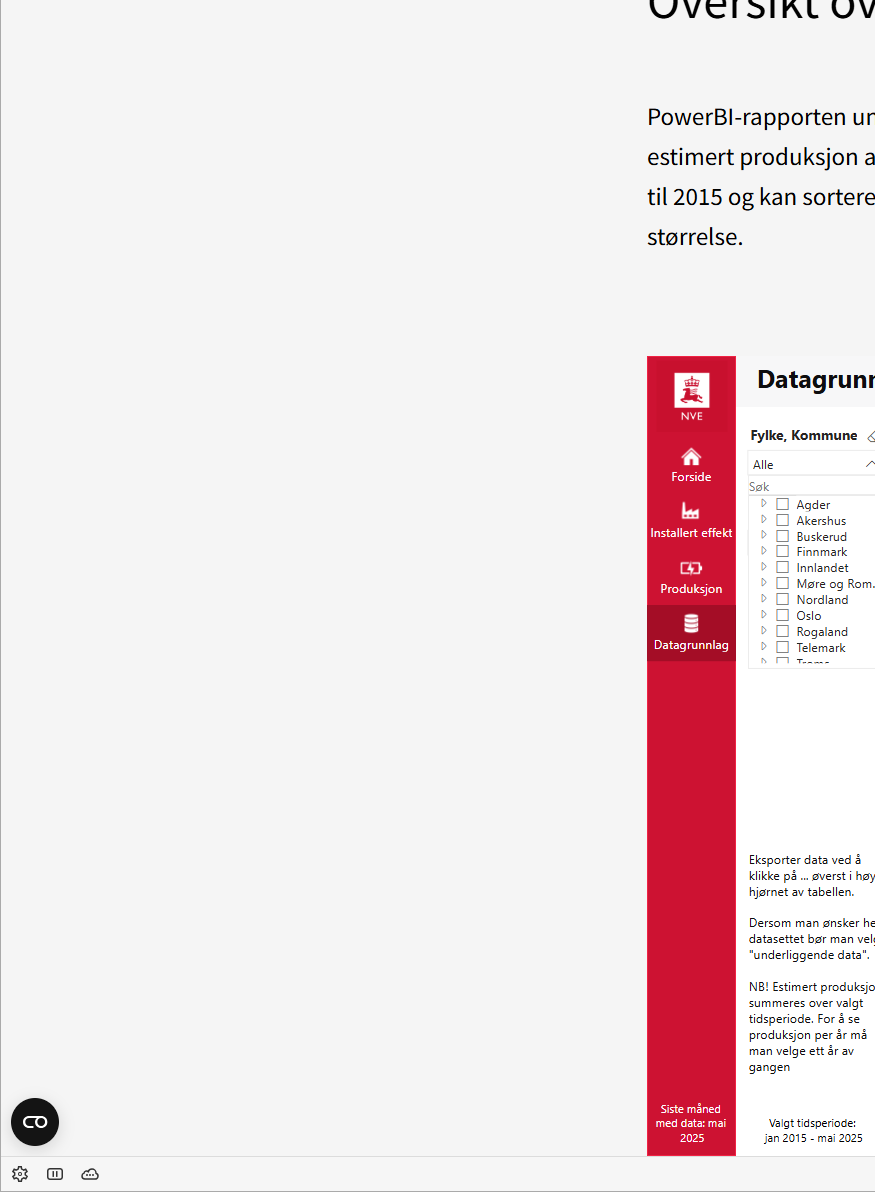 Oversikt ov
PowerBI-rapporten un
estimert produksjon a
til 2015 og kan sortere
størrelse.
NVE
Forside
Installert effekt
Produksjon
Datagrunnlag
Siste måned
med data: mai
2025
Datagrunn
Fylke, Kommune
Alle
Søk
Agder
Akershus
Buskerud
Finnmark
Innlandet
Møre og Rom...
Nordland
Oslo
Rogaland
Telemark
Troms
Eksporter data ved å
klikke på ... øverst i høy
hjørnet av tabellen.
Dersom man ønsker he
datasettet bør man velg
"underliggende data".
NB! Estimert produksjo
summeres over valgt
tidsperiode. For å se
produksjon per år må
man velge ett år av
gangen
Valgt tidsperiode:
jan 2015 - mai 2025